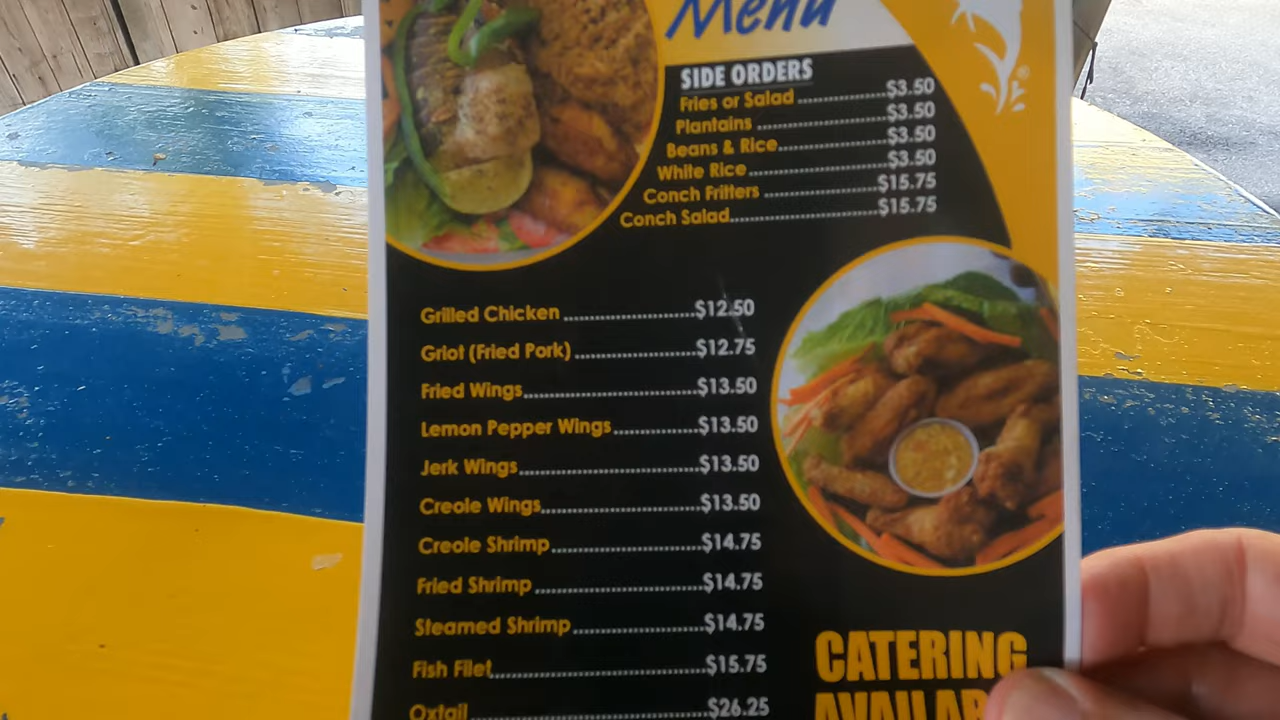 Menu
SIDE ORDERS
Fries or Salad ..................$3.50
Plantains ..........................$3.50
Beans & Rice.....................$3.50
White Rice..........................$3.50
Conch Fritters ......................$15.75
Conch Salad...........................$15.75
Grilled Chicken ........................$12.50
Griot (Fried Pork) ......................$12.75
Fried Wings................................$13.50
Lemon Pepper Wings ................$13.50
Jerk Wings.................................$13.50
Creole Wings.............................$13.50
Creole Shrimp............................$14.75
Fried Shrimp ..............................$14.75
Steamed Shrimp ........................$14.75
Fish Filet.....................................$15.75
Oxtail .........................................$26.25
CATERING